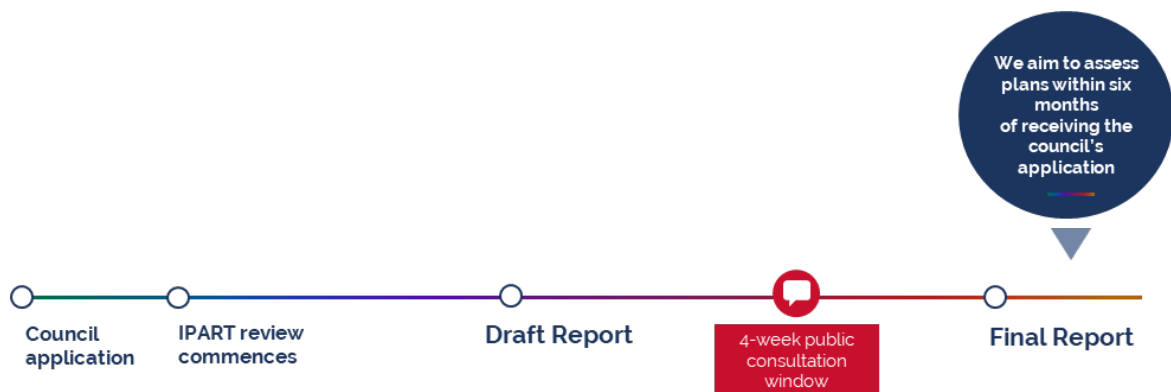 We aim to assess
plans within six
months
of receiving the
council's
application
Council
application
IPART review
commences
Draft Report
4-week public
consultation
window
Final Report